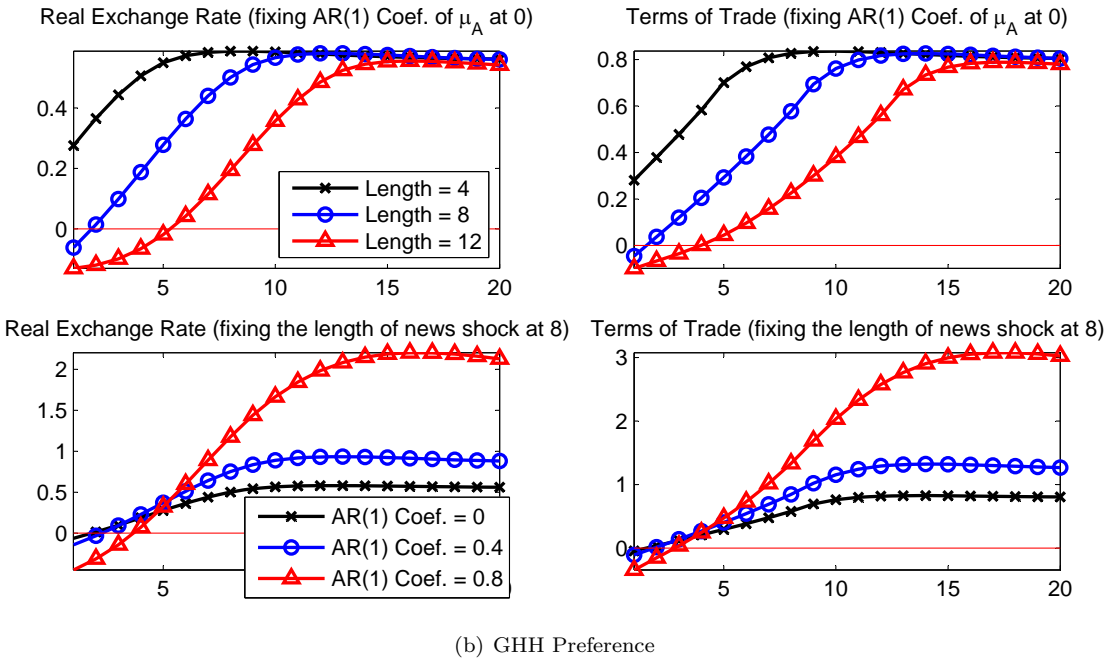 Real Exchange Rate (fixing AR(1) Coef. of μ_A at 0)
0.4
0.2
0
5
10
15
20
Length = 4
Length = 8
Length = 12
Terms of Trade (fixing AR(1) Coef. of μ_A at 0)
0.8
0.6
0.4
0.2
0
5
10
15
20
Real Exchange Rate (fixing the length of news shock at 8)
2
1.5
1
0.5
0
5
AR(1) Coef. = 0
AR(1) Coef. = 0.4
AR(1) Coef. = 0.8
Terms of Trade (fixing the length of news shock at 8)
3
2
1
0
5
10
15
20
(b) GHH Preference